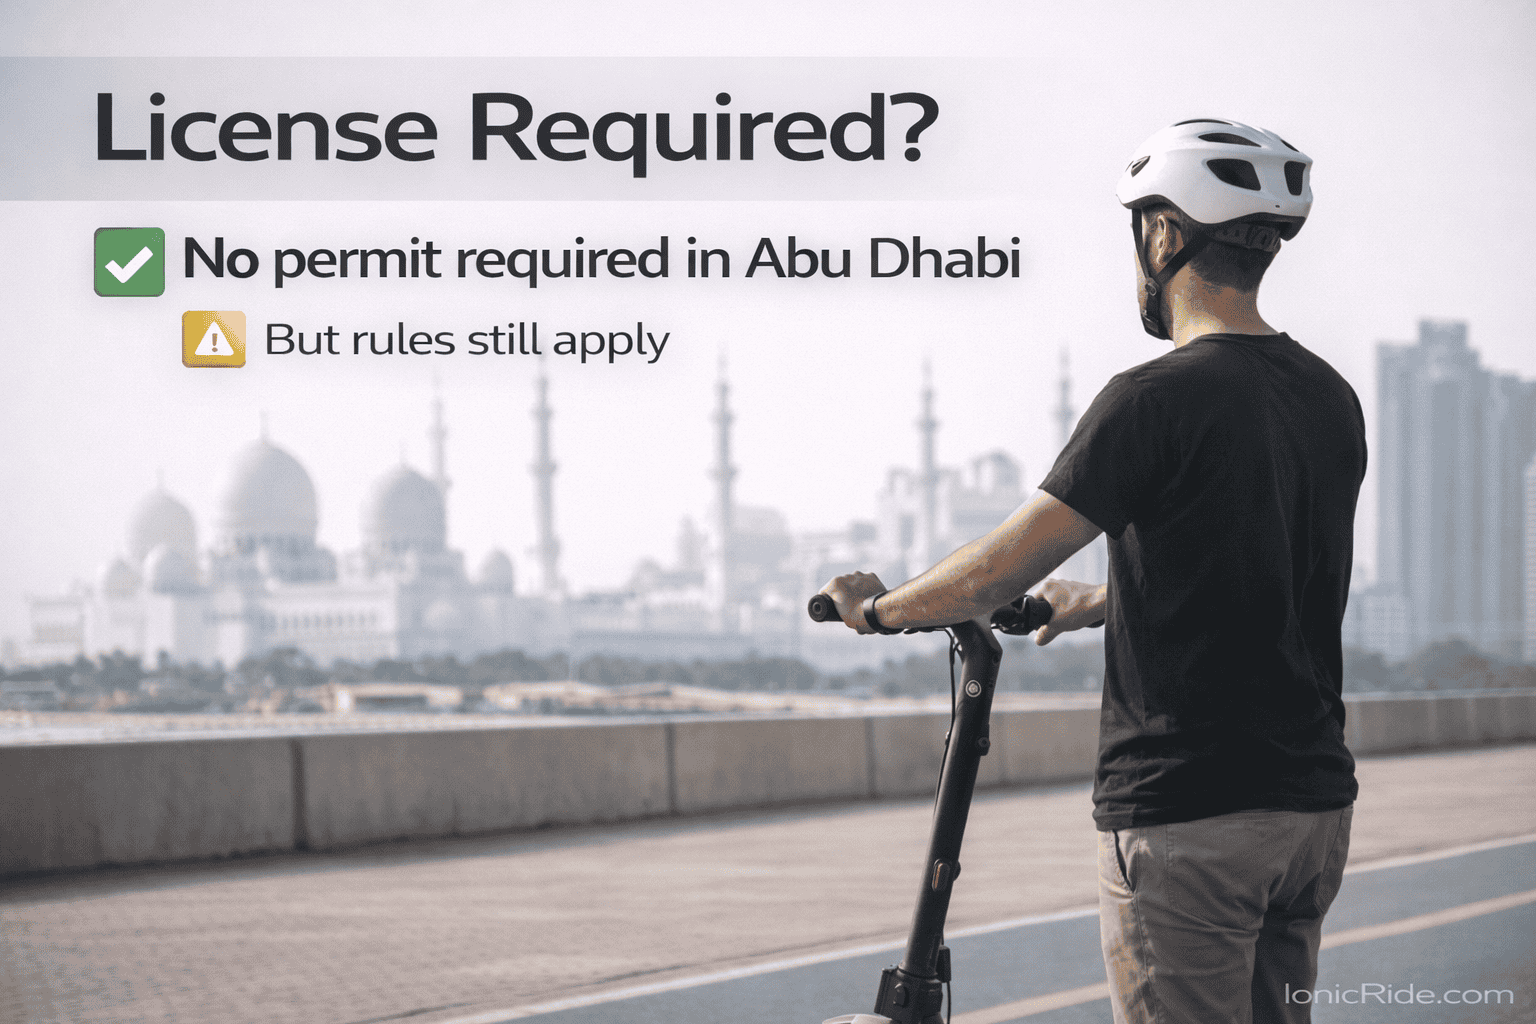 License Required?
No permit required in Abu Dhabi
But rules still apply
IonicRide.com